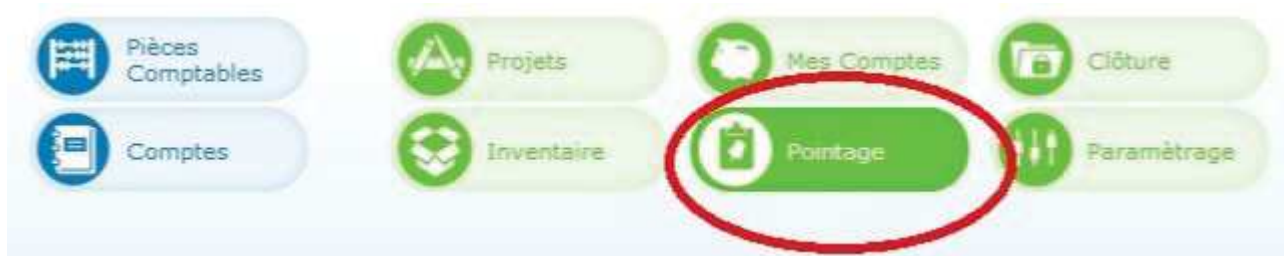 Pièces
Comptables
Projets
Mes Comptes
Clôture
Comptes
Inventaire
Pointage
Paramètrage